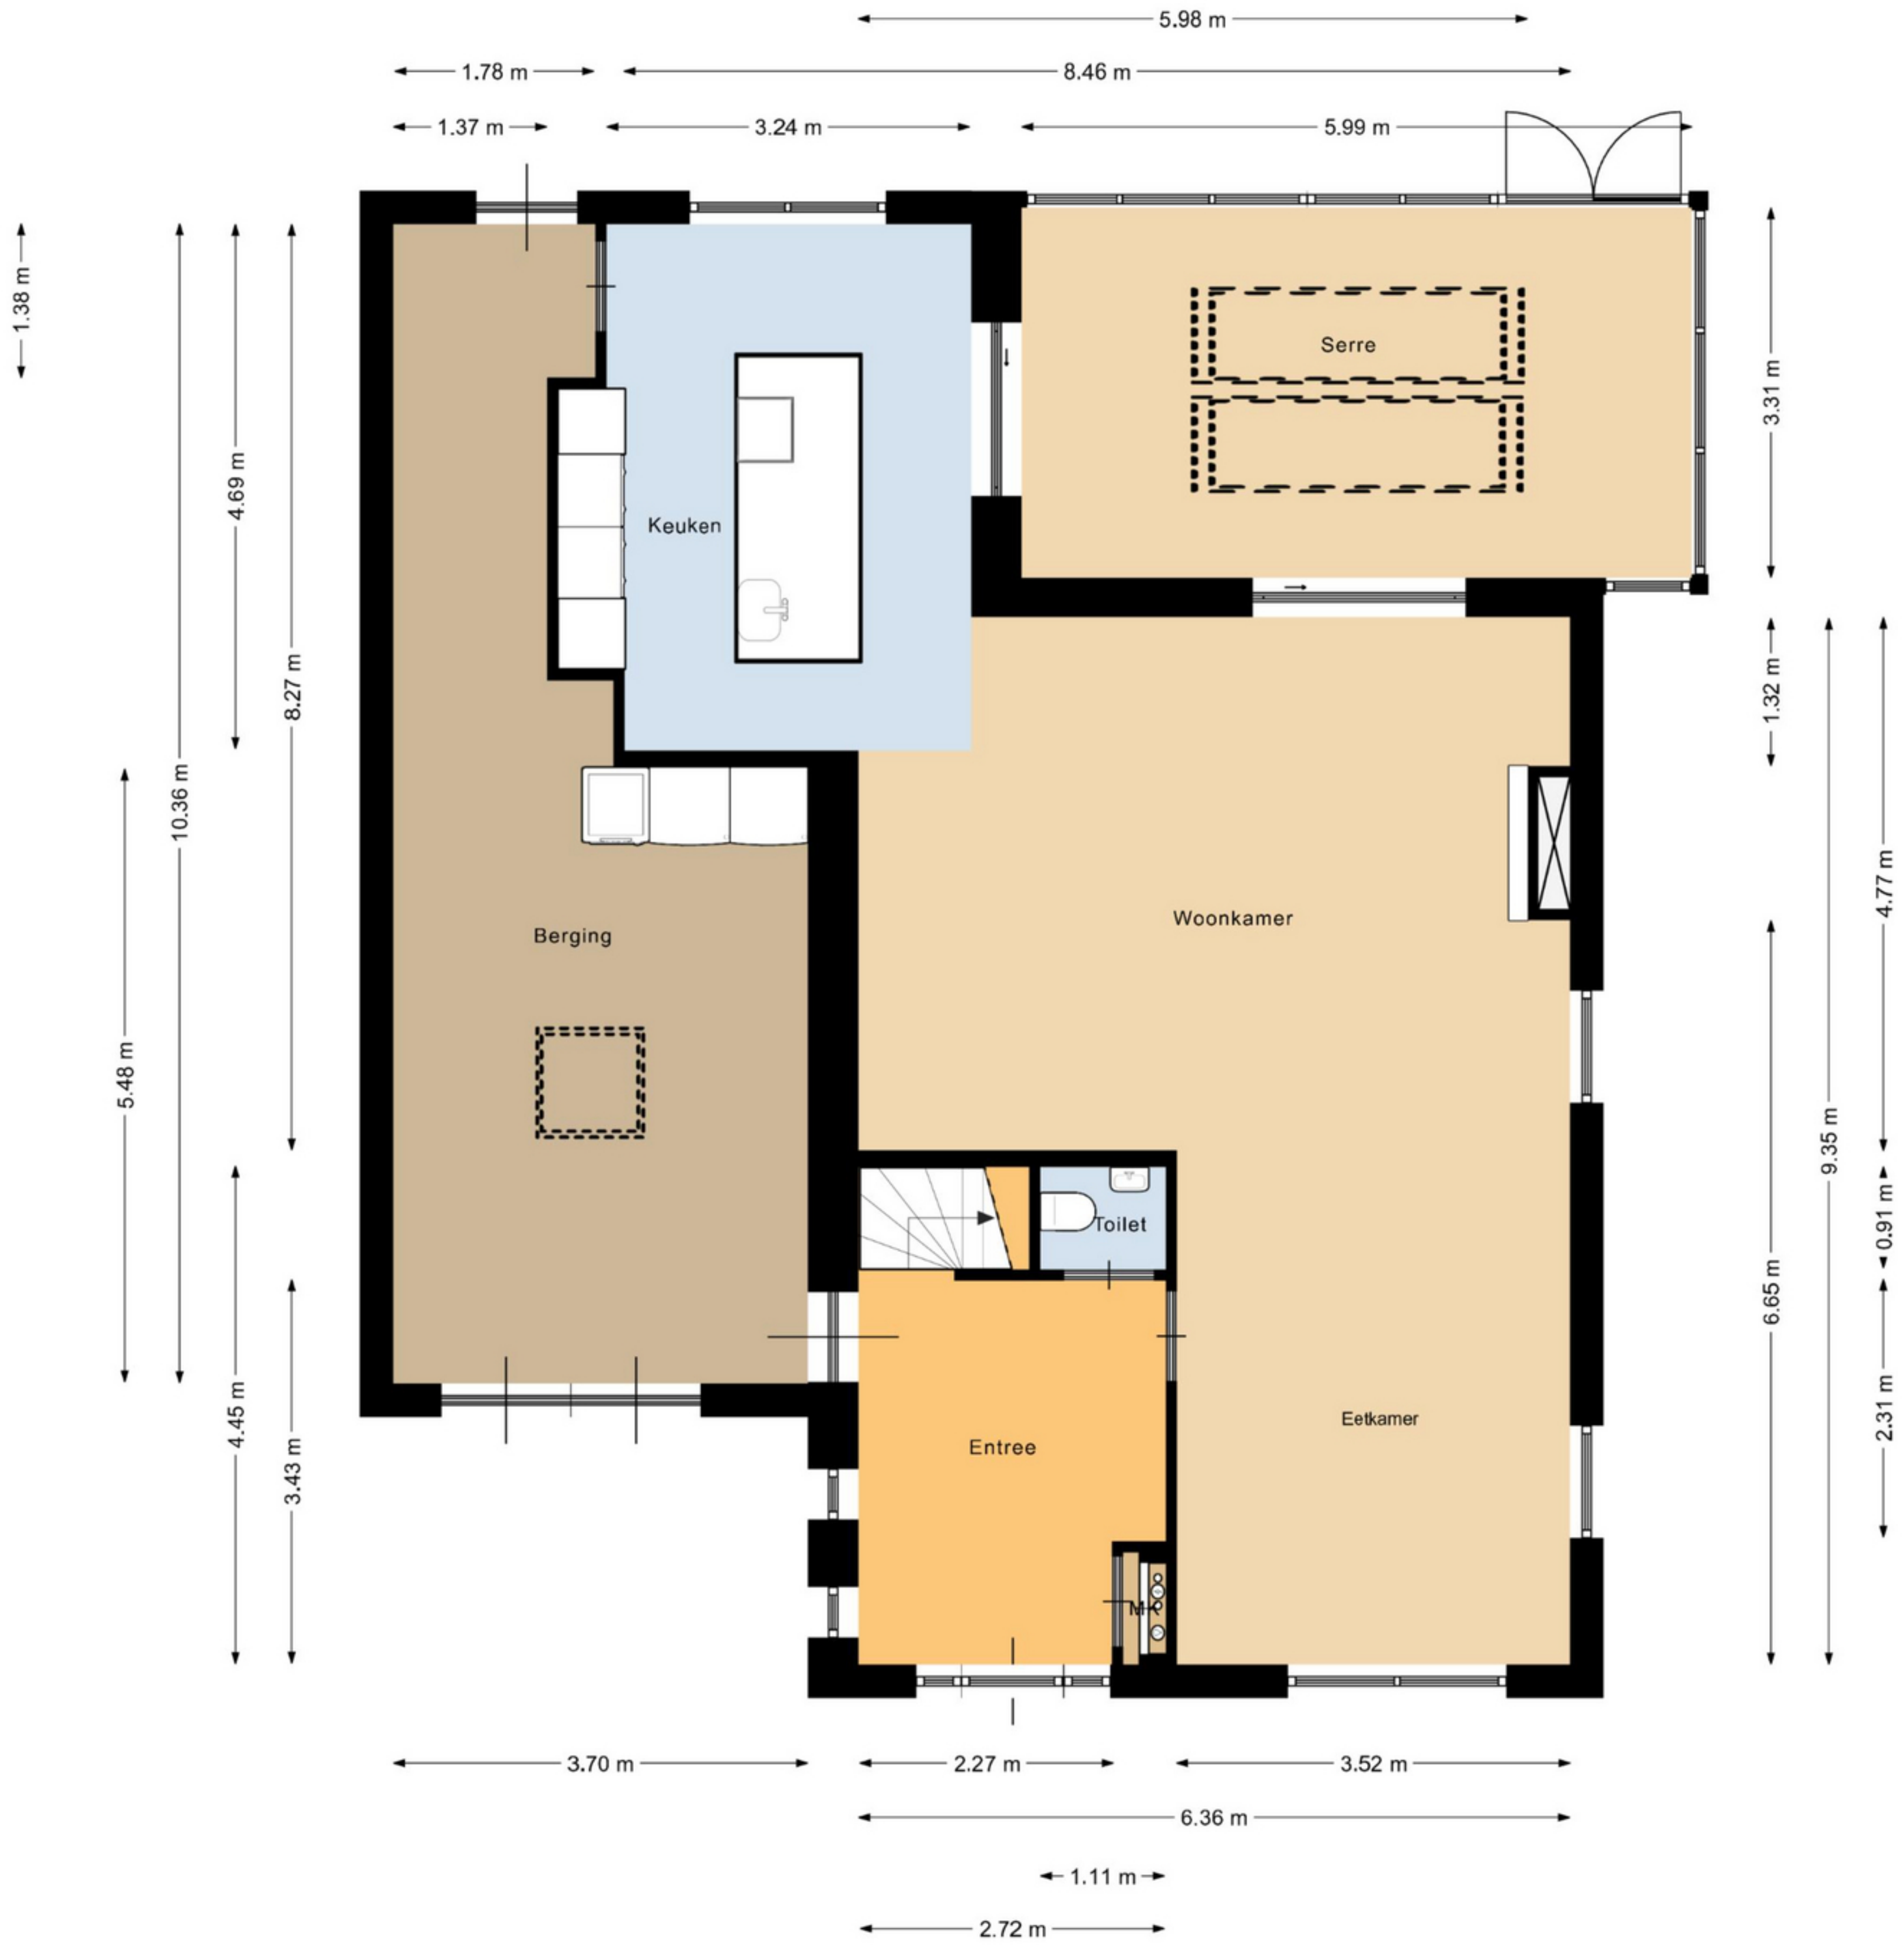 5.98 m
1.78 m
8.46 m
1.37 m
3.24 m
5.99 m
1.38 m
Serre
3.31 m
4.69 m
Keuken
8.27 m
1.32 m
10.36 m
4.77 m
Woonkamer
Berging
5.48 m
9.35 m
0.91 m
Toilet
6.65 m
4.45 m
2.31 m
Eetkamer
Entree
3.43 m
MK
3.70 m
2.27 m
3.52 m
6.36 m
1.11 m
2.72 m